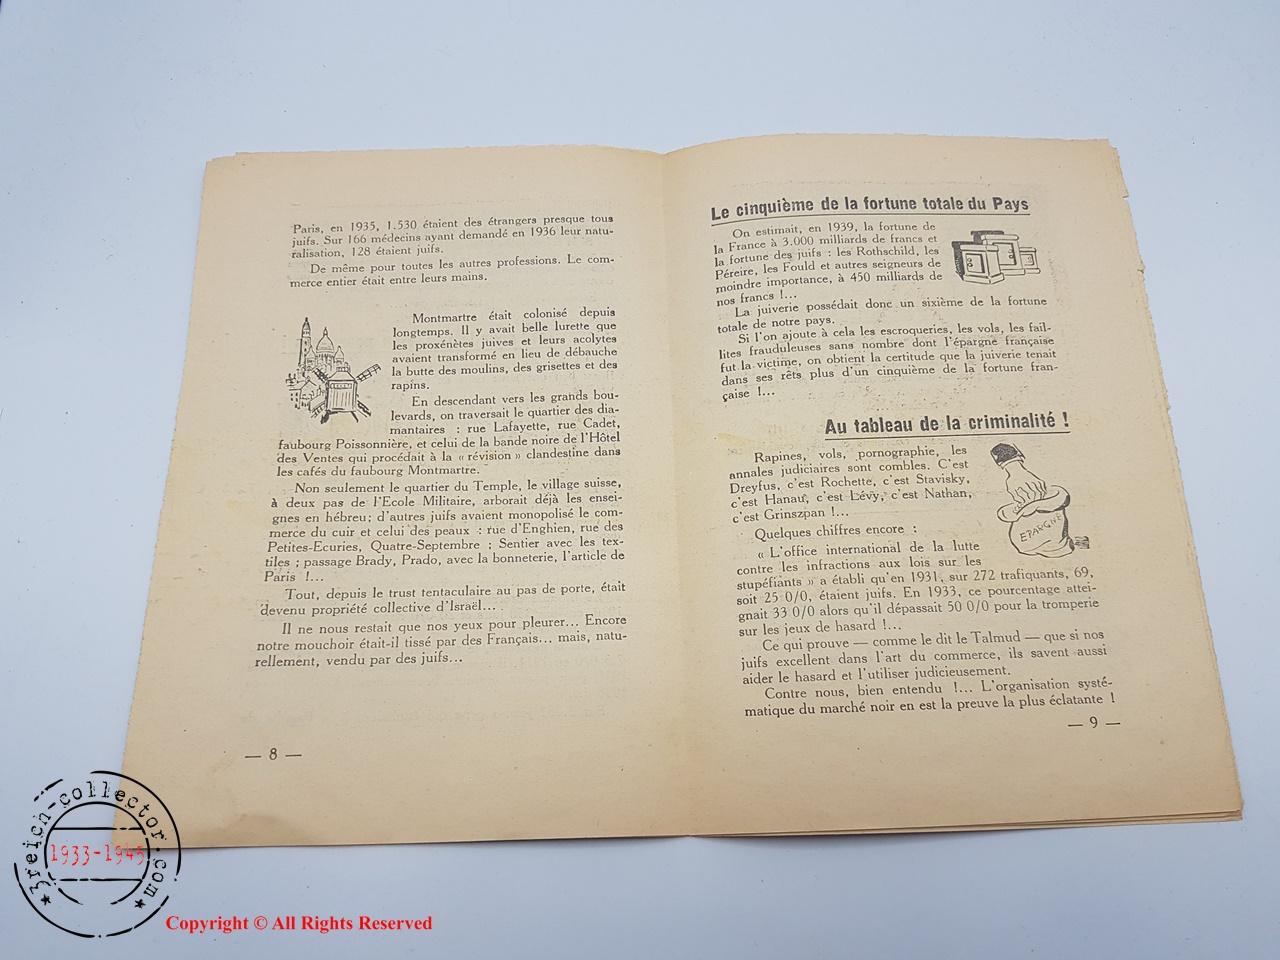 Paris, en 1935, 1.530 étaient des étrangers presque tous
juifs. Sur 166 médecins ayant demandé en 1936 leur natu-
ralisation, 128 étaient juifs.
De même pour toutes les autres professions. Le com-
merce entier était entre leurs mains.
Montmartre était colonisé depuis
longtemps. Il y avait belle lurette que
les proxénètes juives et leurs acolytes
avaient transformé en lieu de débauche
la butte des moulins, des grisettes et des
rapins.
En descendant vers les grands bou-
levards, on traversait le quartier des dia-
mantaires : rue Lafayette, rue Cadet,
faubourg Poissonnière, et celui de la bande noire de l'Hôtel
des Ventes qui procédait à la « révision » clandestine dans
les cafés du faubourg Montmartre.
Non seulement le quartier du Temple, le village suisse,
à deux pas de l'Ecole Militaire, arborait déjà les ensei-
gnes en hébreu; d'autres juifs avaient monopolisé le com-
merce du cuir et celui des peaux : rue d'Enghien, rue des
Petites-Ecuries, Quatre-Septembre ; Sentier avec les tex-
tiles ; passage Brady, Prado, avec la bonneterie, l'article de
Paris !...
Tout, depuis le trust tentaculaire au pas de porte, était
devenu propriété collective d'Israël...
Il ne nous restait que nos yeux pour pleurer... Encore
notre mouchoir était-il tissé par des Français... mais, natu-
rellement, vendu par des juifs...
— 8 —
Le cinquième de la fortune totale du Pays
On estimait, en 1939, la fortune de
la France à 3.000 milliards de francs et
la fortune des juifs : les Rothschild, les
Péreire, les Fould et autres seigneurs de
moindre importance, à 450 milliards de
nos francs !...
La juiverie possédait donc un sixième de la fortune
totale de notre pays.
Si l'on ajoute à cela les escroqueries, les vols, les fail-
lites frauduleuses sans nombre dont l'épargne française
fut la victime, on obtient la certitude que la juiverie tenait
dans ses rêts plus d'un cinquième de la fortune fran-
çaise !...
Au tableau de la criminalité !
Rapines, vols, pornographie, les
annales judiciaires sont combles. C'est
Dreyfus, c'est Rochette, c'est Stavisky,
c'est Hanau, c'est Lévy, c'est Nathan,
c'est Grinszpan !...
EPARGNE
Quelques chiffres encore :
« L'office international de la lutte
contre les infractions aux lois sur les
stupéfiants » a établi qu'en 1931, sur 272 trafiquants, 69,
soit 25 0/0, étaient juifs. En 1933, ce pourcentage attei-
gnait 33 0/0 alors qu'il dépassait 50 0/0 pour la tromperie
sur les jeux de hasard !...
Ce qui prouve — comme le dit le Talmud — que si nos
juifs excellent dans l'art du commerce, ils savent aussi
aider le hasard et l'utiliser judicieusement.
Contre nous, bien entendu !... L'organisation systé-
matique du marché noir en est la preuve la plus éclatante !
— 9 —
3reich-collector.com
1933-1945
Copyright © All Rights Reserved